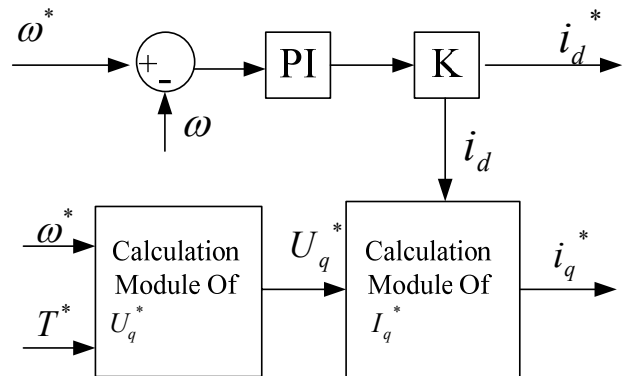 ω* + - PI K i_d*
ω
i_d
ω* Calculation Module Of U_q* U_q* Calculation Module Of I_q* i_q*
T*